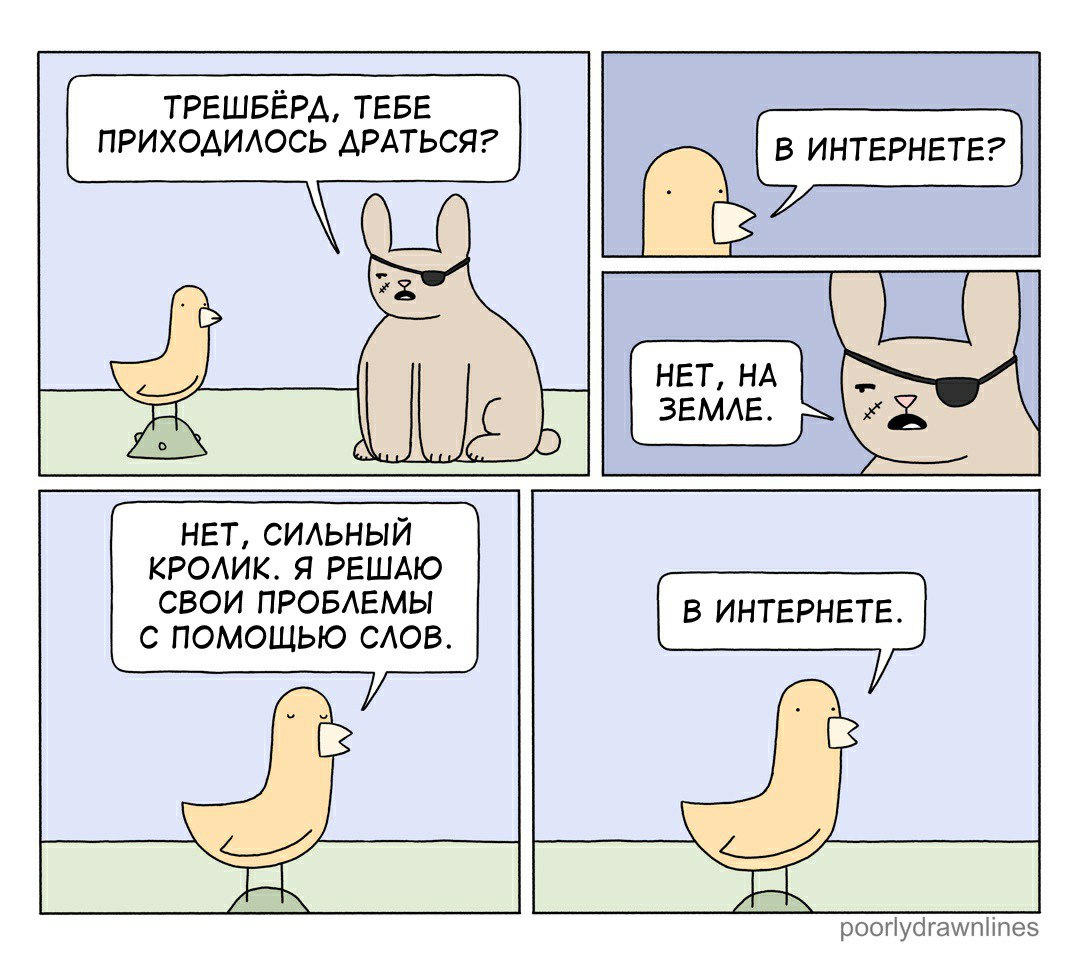 ТРЕШБЁРД, ТЕБЕ
ПРИХОДИЛОСЬ ДРАТЬСЯ?
В ИНТЕРНЕТЕ?
НЕТ, НА
ЗЕМЛЕ.
НЕТ, СИЛЬНЫЙ
КРОЛИК. Я РЕШАЮ
СВОИ ПРОБЛЕМЫ
С ПОМОЩЬЮ СЛОВ.
В ИНТЕРНЕТЕ.
poorlydrawnlines